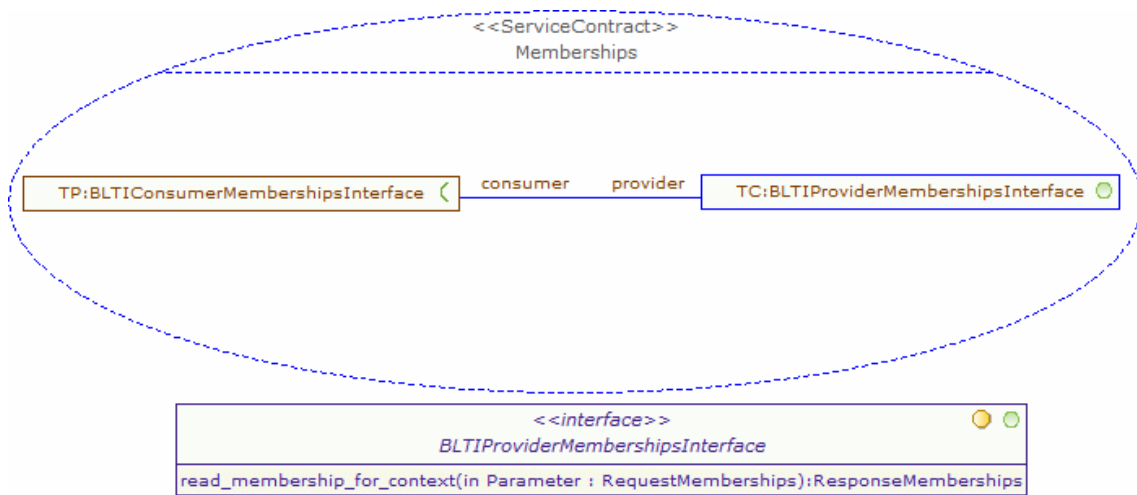 <<ServiceContract>>
Memberships
TP:BLTIConsumerMembershipsInterface
consumer
provider
TC:BLTIProviderMembershipsInterface
<<interface>>
BLTIProviderMembershipsInterface
read_membership_for_context(in Parameter : RequestMemberships):ResponseMemberships